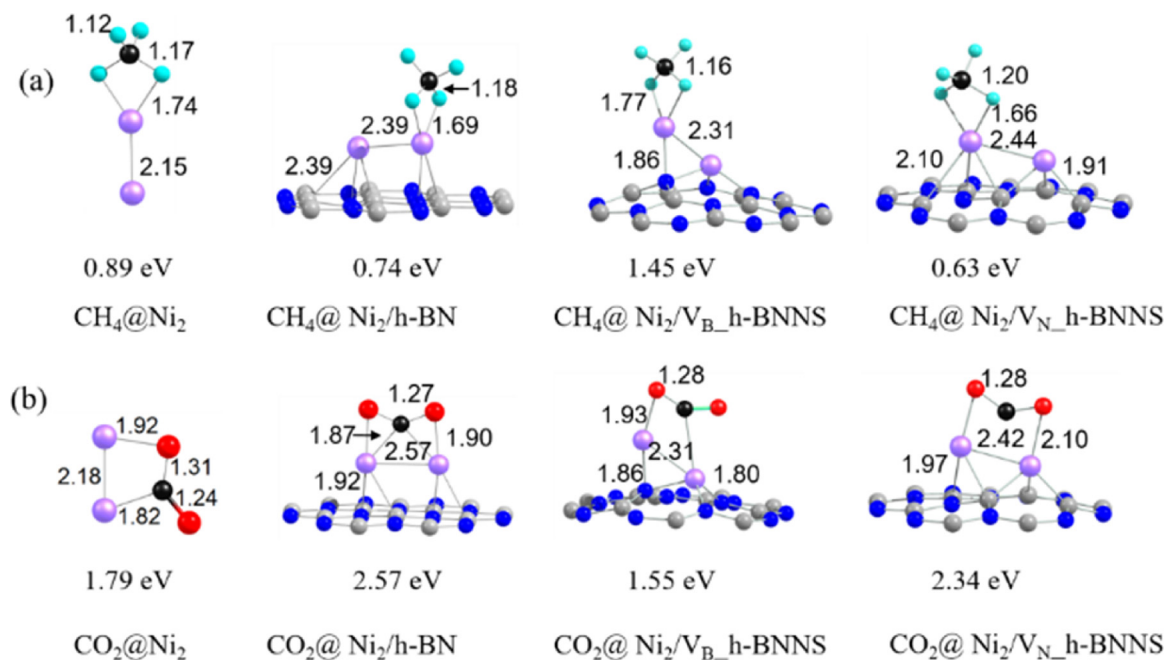 (a)
1.12
1.17
1.74
2.15
1.18
2.39
1.69
2.39
1.16
1.77
2.31
1.86
1.20
1.66
2.44
2.10
1.91
0.89 eV
0.74 eV
1.45 eV
0.63 eV
CH₄@Ni₂
CH₄@ Ni₂/h-BN
CH₄@ Ni₂/V_B_h-BNNS
CH₄@ Ni₂/V_N_h-BNNS
(b)
1.92
2.18
1.31
1.24
1.82
1.27
1.87
2.57
1.90
1.92
1.28
1.93
2.31
1.86
1.80
1.28
2.42
2.10
1.97
1.79 eV
2.57 eV
1.55 eV
2.34 eV
CO₂@Ni₂
CO₂@ Ni₂/h-BN
CO₂@ Ni₂/V_B_h-BNNS
CO₂@ Ni₂/V_N_h-BNNS